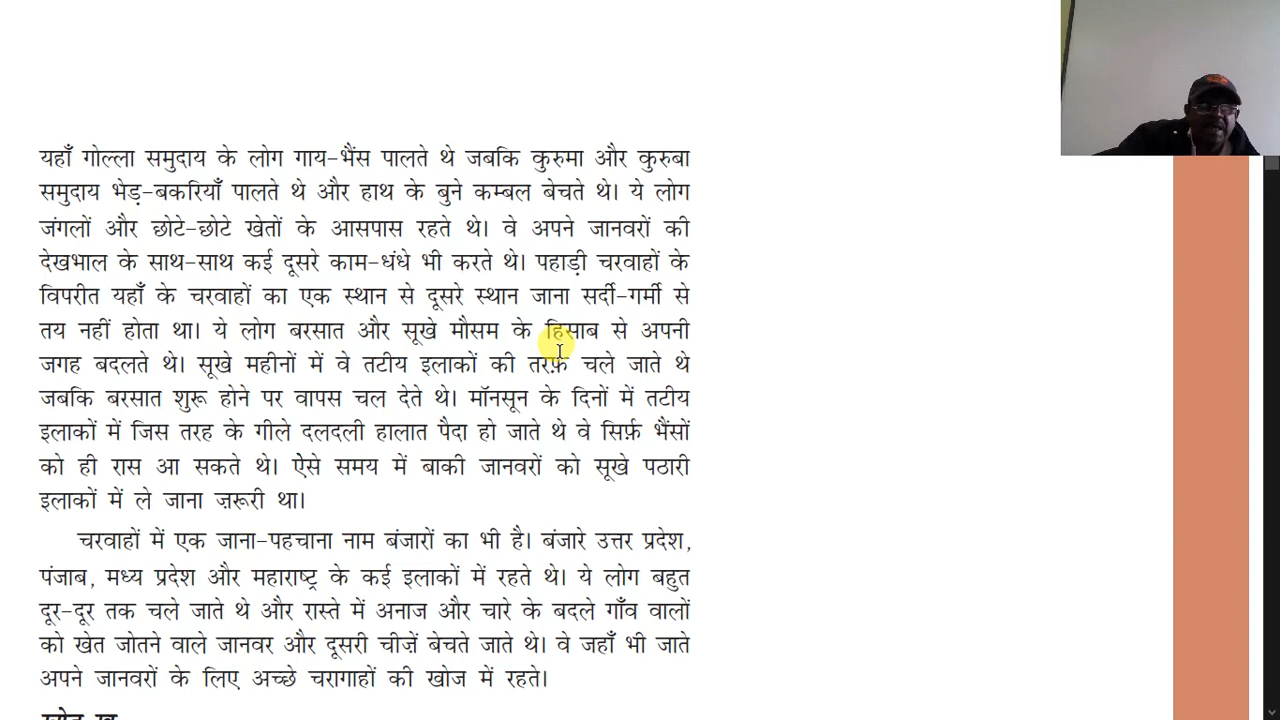 यहाँ गोल्ला समुदाय के लोग गाय-भैंस पालते थे जबकि कुरुमा और कुरुबा
समुदाय भेड़-बकरियाँ पालते थे और हाथ के बुने कम्बल बेचते थे। ये लोग
जंगलों और छोटे-छोटे खेतों के आसपास रहते थे। वे अपने जानवरों की
देखभाल के साथ-साथ कई दूसरे काम-धंधे भी करते थे। पहाड़ी चरवाहों के
विपरीत यहाँ के चरवाहों का एक स्थान से दूसरे स्थान जाना सर्दी-गर्मी से
तय नहीं होता था। ये लोग बरसात और सूखे मौसम के हिसाब से अपनी
जगह बदलते थे। सूखे महीनों में वे तटीय इलाकों की तरफ़ चले जाते थे
जबकि बरसात शुरू होने पर वापस चल देते थे। मॉनसून के दिनों में तटीय
इलाकों में जिस तरह के गीले दलदली हालात पैदा हो जाते थे वे सिर्फ़ भैंसों
को ही रास आ सकते थे। ऐसे समय में बाकी जानवरों को सूखे पठारी
इलाकों में ले जाना ज़रूरी था।
चरवाहों में एक जाना-पहचाना नाम बंजारों का भी है। बंजारे उत्तर प्रदेश,
पंजाब, मध्य प्रदेश और महाराष्ट्र के कई इलाकों में रहते थे। ये लोग बहुत
दूर-दूर तक चले जाते थे और रास्ते में अनाज और चारे के बदले गाँव वालों
को खेत जोतने वाले जानवर और दूसरी चीजें बेचते जाते थे। वे जहाँ भी जाते
अपने जानवरों के लिए अच्छे चरागाहों की खोज में रहते।